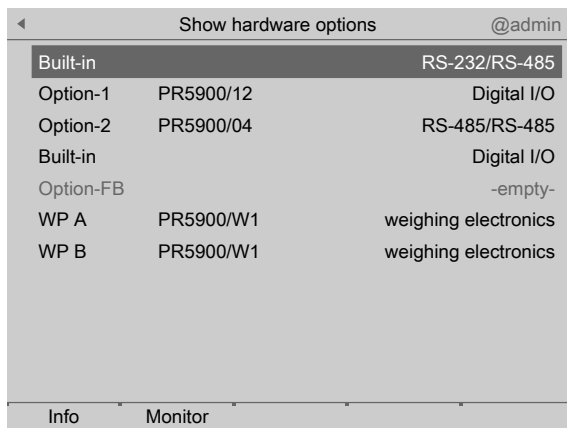 Show hardware options @admin
Built-in RS-232/RS-485
Option-1 PR5900/12 Digital I/O
Option-2 PR5900/04 RS-485/RS-485
Built-in Digital I/O
Option-FB -empty-
WP A PR5900/W1 weighing electronics
WP B PR5900/W1 weighing electronics
Info Monitor